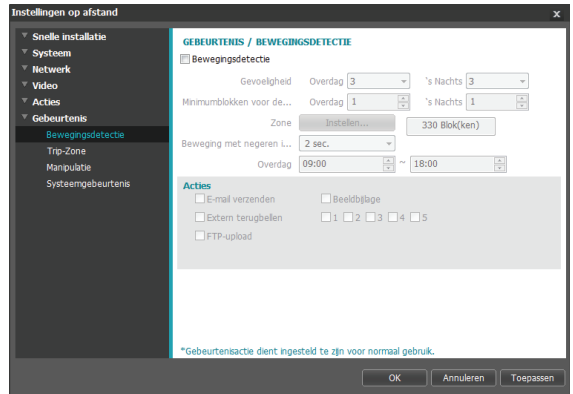 Instellingen op afstand x
Snelle installatie
Systeem
Netwerk
Video
Acties
Gebeurtenis
Bewegingsdetectie
Trip-Zone
Manipulatie
Systeemgebeurtenis
GEBEURTENIS / BEWEGINGSDETECTIE
Bewegingsdetectie
Gevoeligheid Overdag 3 's Nachts 3
Minimumblokken voor de... Overdag 1 's Nachts 1
Zone Instellen... 330 Blok(ken)
Beweging met negeren i... 2 sec.
Overdag 09:00 ~ 18:00
Acties
E-mail verzenden Beeldbijlage
Extern terugbellen 1 2 3 4 5
FTP-upload
*Gebeurtenisactie dient ingesteld te zijn voor normaal gebruik.
OK Annuleren Toepassen